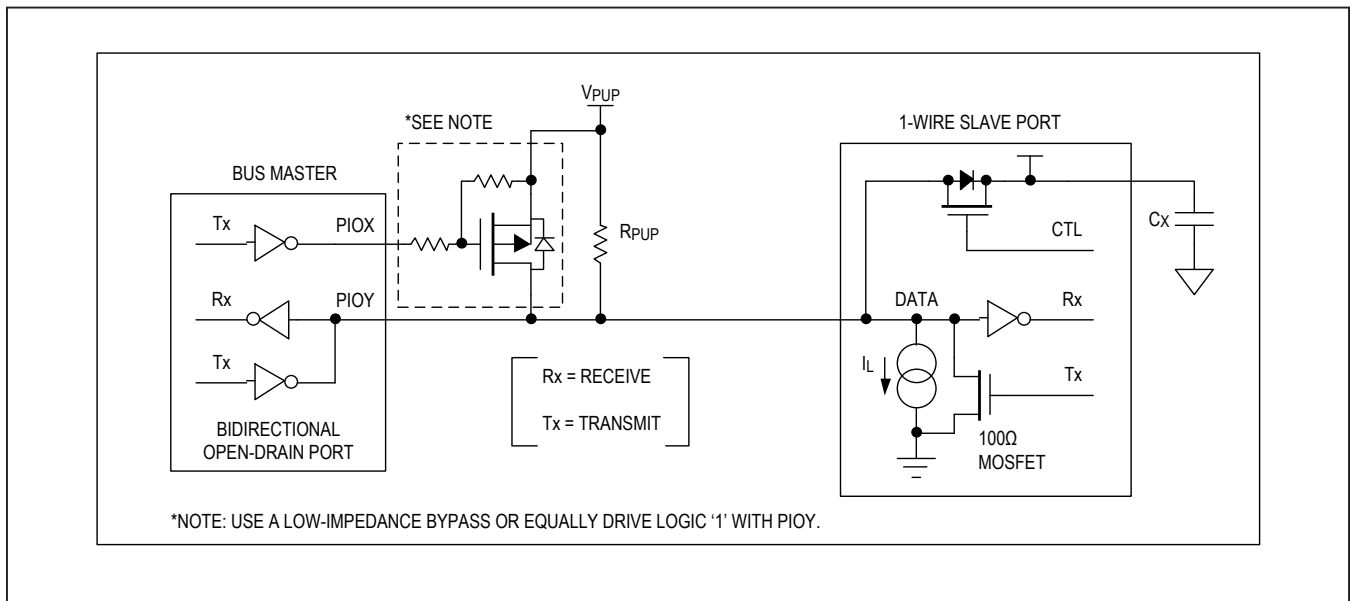 VPUP
*SEE NOTE
1-WIRE SLAVE PORT
BUS MASTER
Tx
PIOX
RPUP
CX
CTL
Rx
PIOY
DATA
Rx
Tx
IL
Tx
Rx = RECEIVE
Tx = TRANSMIT
BIDIRECTIONAL
OPEN-DRAIN PORT
100Ω
MOSFET
*NOTE: USE A LOW-IMPEDANCE BYPASS OR EQUALLY DRIVE LOGIC ‘1’ WITH PIOY.